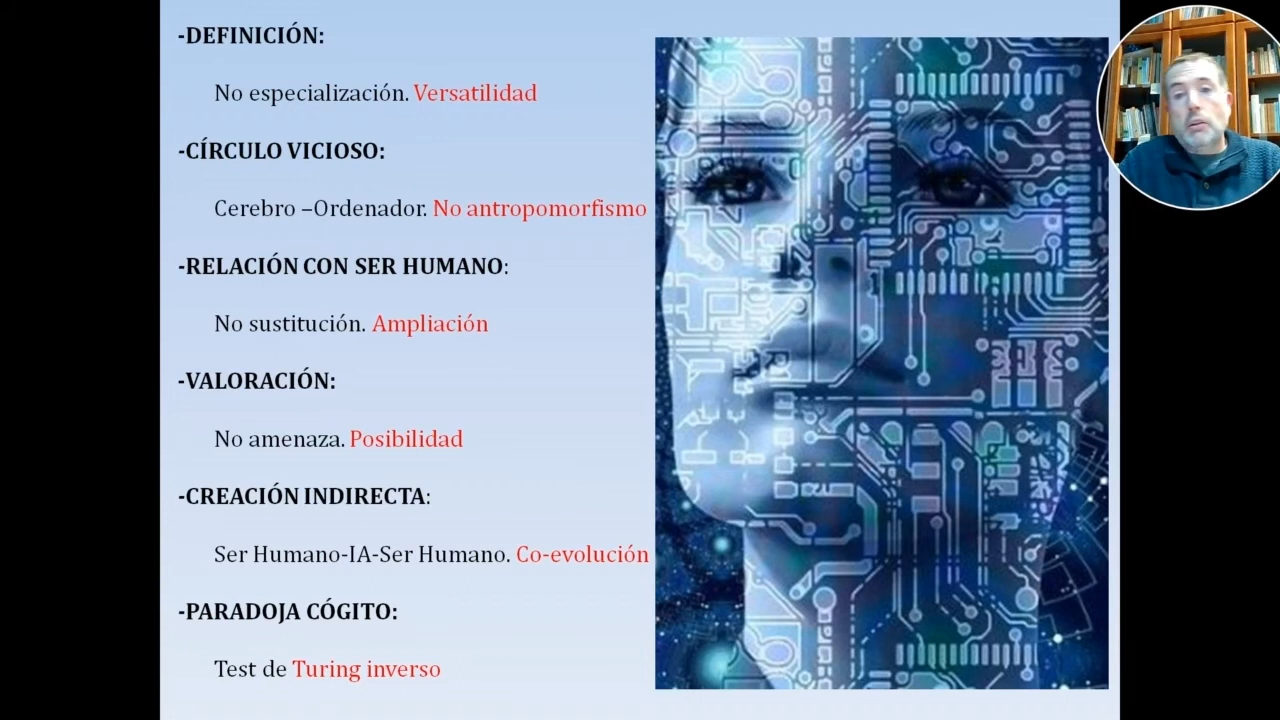 -DEFINICIÓN:
No especialización. Versatilidad
-CÍRCULO VICIOSO:
Cerebro –Ordenador. No antropomorfismo
-RELACIÓN CON SER HUMANO:
No sustitución. Ampliación
-VALORACIÓN:
No amenaza. Posibilidad
-CREACIÓN INDIRECTA:
Ser Humano-IA-Ser Humano. Co-evolución
-PARADOJA CÓGITO:
Test de Turing inverso